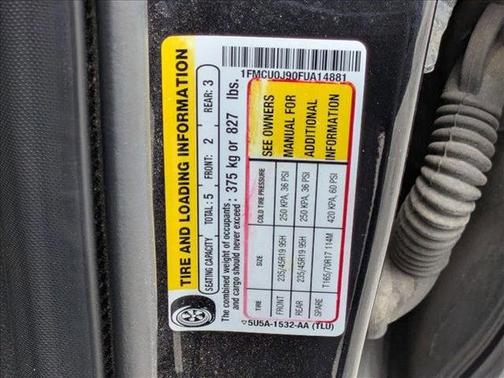 1FMCU0J90FUA14881
TIRE AND LOADING INFORMATION
SEATING CAPACITY TOTAL: 5 FRONT: 2 REAR: 3
The combined weight of occupants and cargo should never exceed : 375 kg or 827 lbs.
TIRE SIZE COLD TIRE PRESSURE
FRONT 235/45R19 95H 250 KPA, 36 PSI
REAR 235/45R19 95H 250 KPA, 36 PSI
SPARE T165/70R17 114M 420 KPA, 60 PSI
SEE OWNERS
MANUAL FOR
ADDITIONAL
INFORMATION
5U5A-1532-AA (TLU)